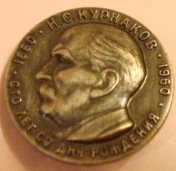 1860 · Н.С. КУРНАКОВ · 1960
СТО ЛЕТ СО ДНЯ РОЖДЕНИЯ